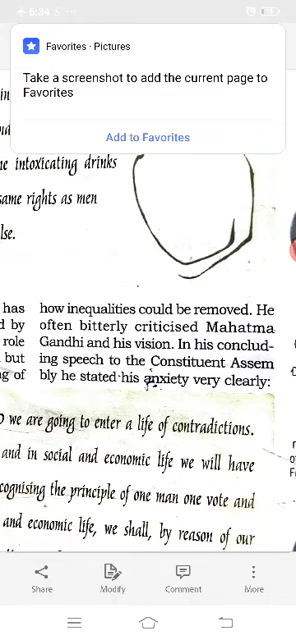 6:34
Favorites · Pictures
Take a screenshot to add the current page to
Favorites
Add to Favorites
in
ne intoxicating drinks
same rights as men
lse.
has
d by
role
but
ng of
how inequalities could be removed. He
often bitterly criticised Mahatma
Gandhi and his vision. In his conclud-
ing speech to the Constituent Assem
bly he stated his anxiety very clearly:
we are going to enter a life of contradictions.
and in social and economic life we will have
cognising the principle of one man one vote and
and economic life, we shall, by reason of our
Share
Modify
Comment
More